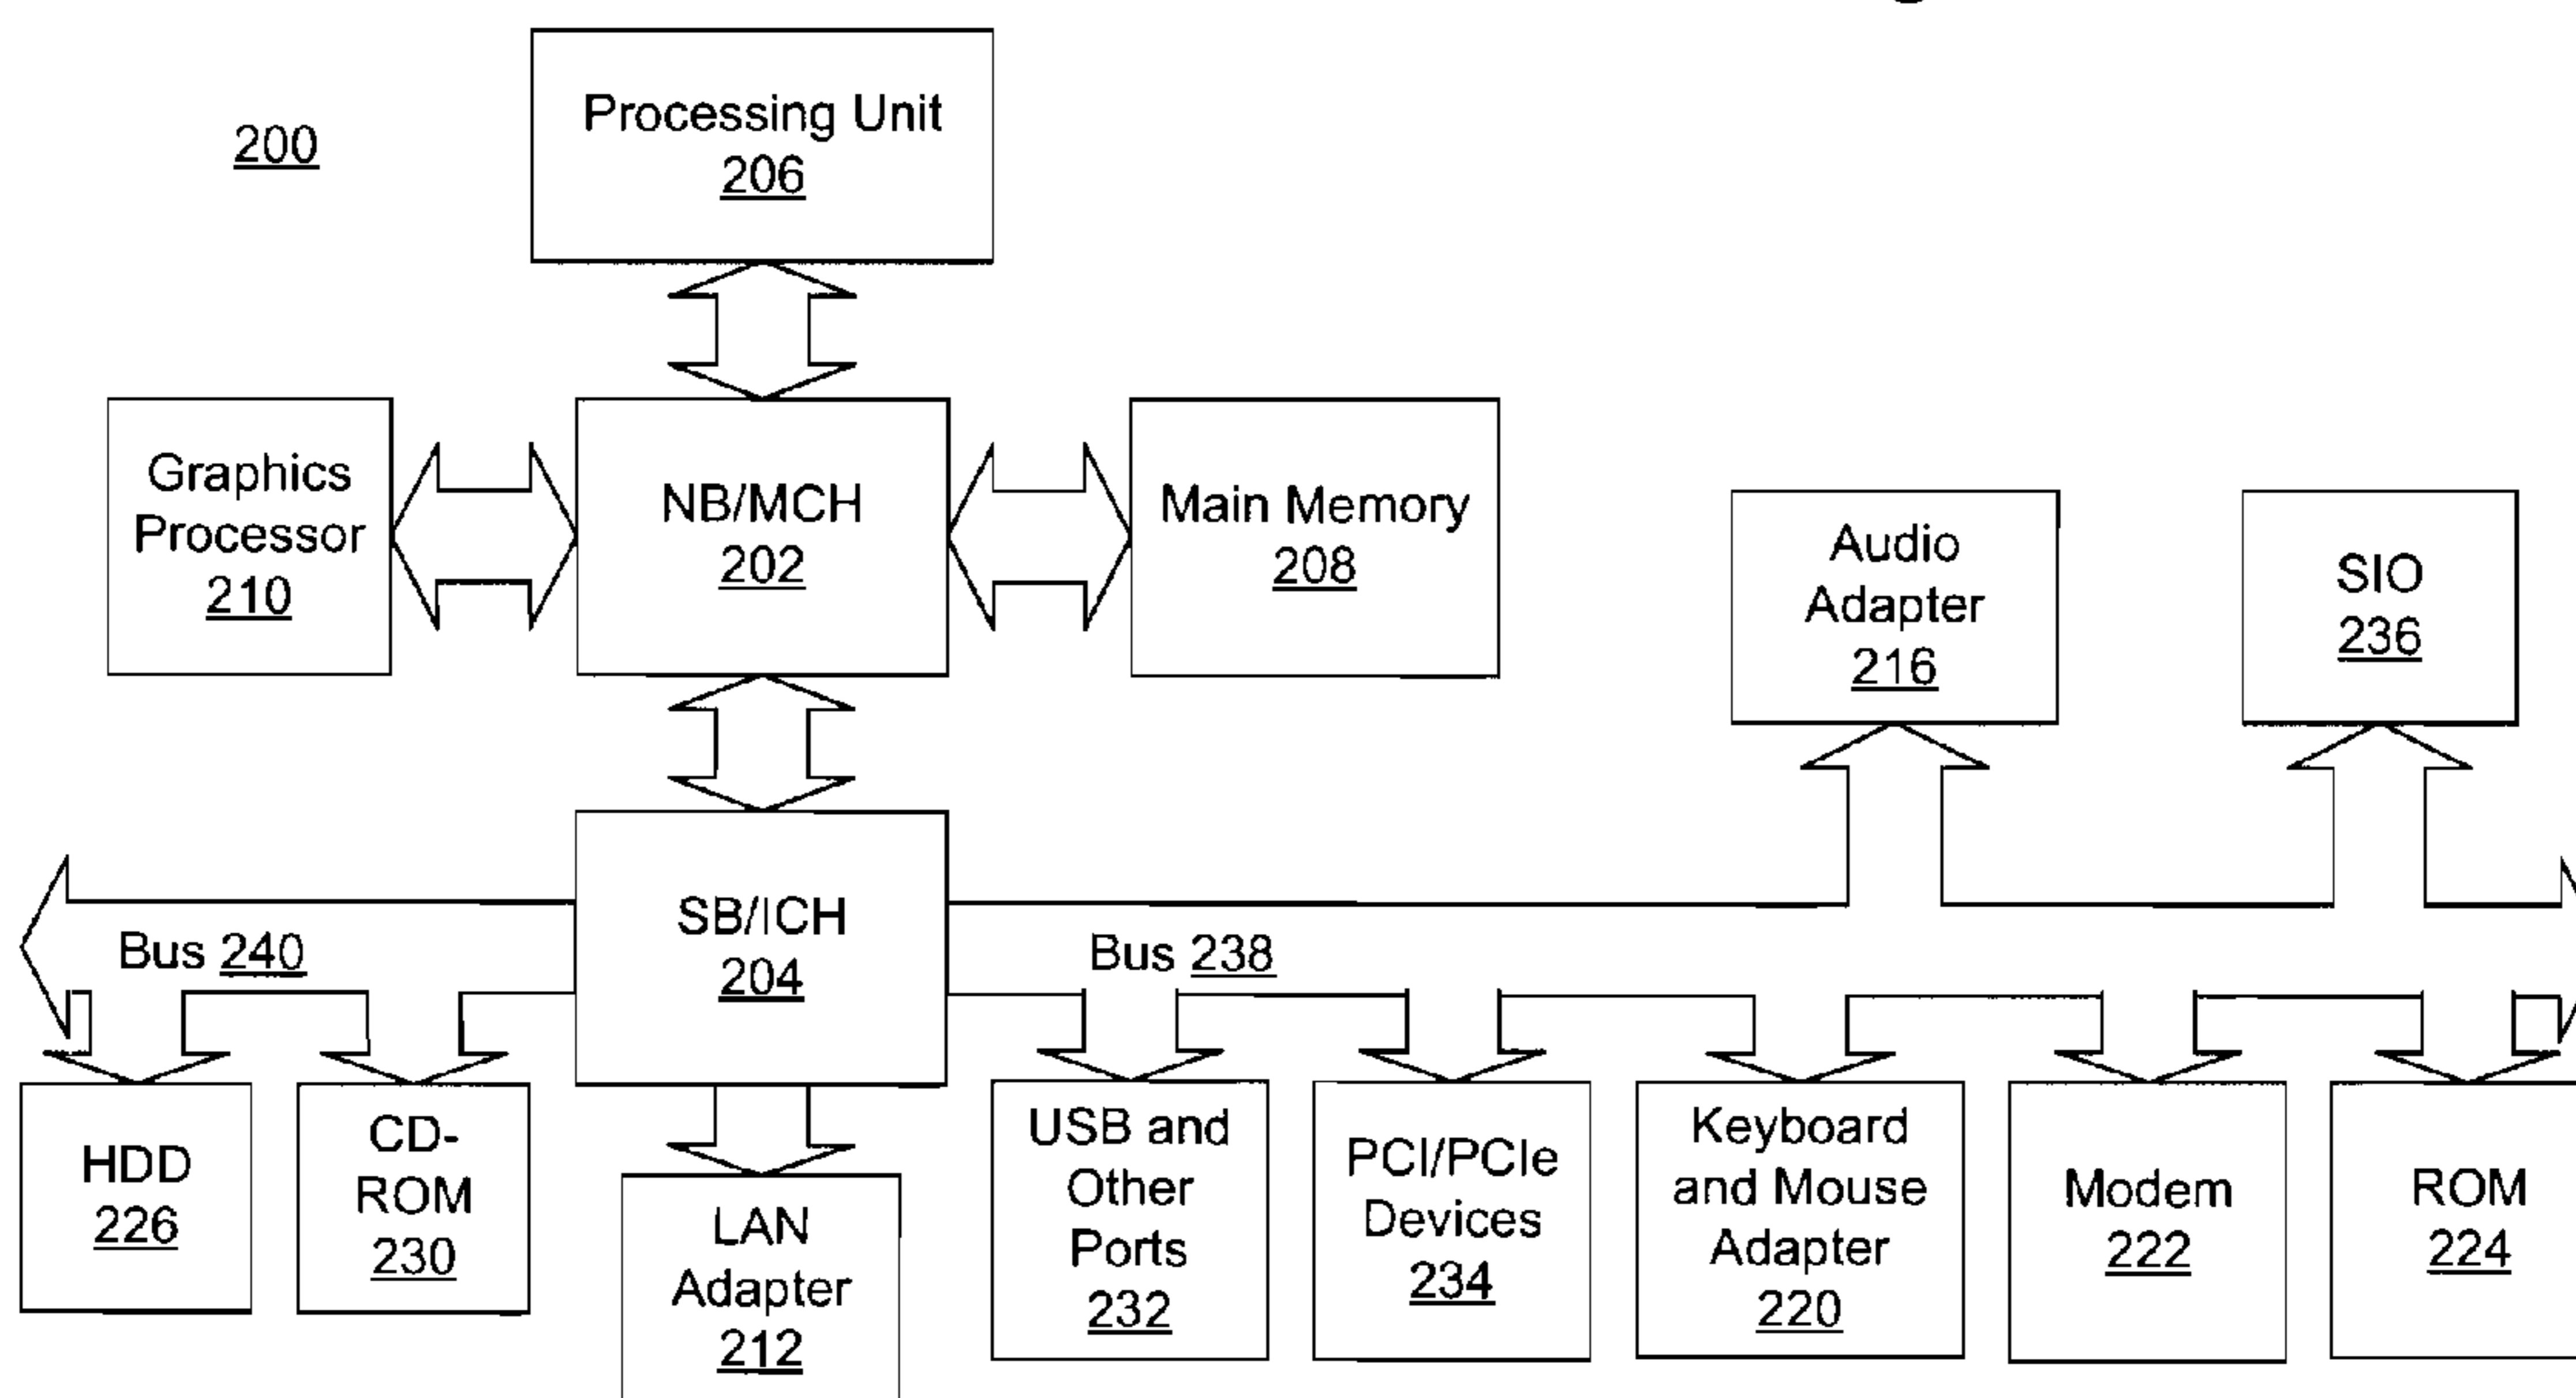 200
Processing Unit
206
Graphics
Processor
210
NB/MCH
202
Main Memory
208
Audio
Adapter
216
SIO
236
SB/ICH
204
Bus 240
Bus 238
HDD
226
CD-
ROM
230
LAN
Adapter
212
USB and
Other
Ports
232
PCI/PCIe
Devices
234
Keyboard
and Mouse
Adapter
220
Modem
222
ROM
224